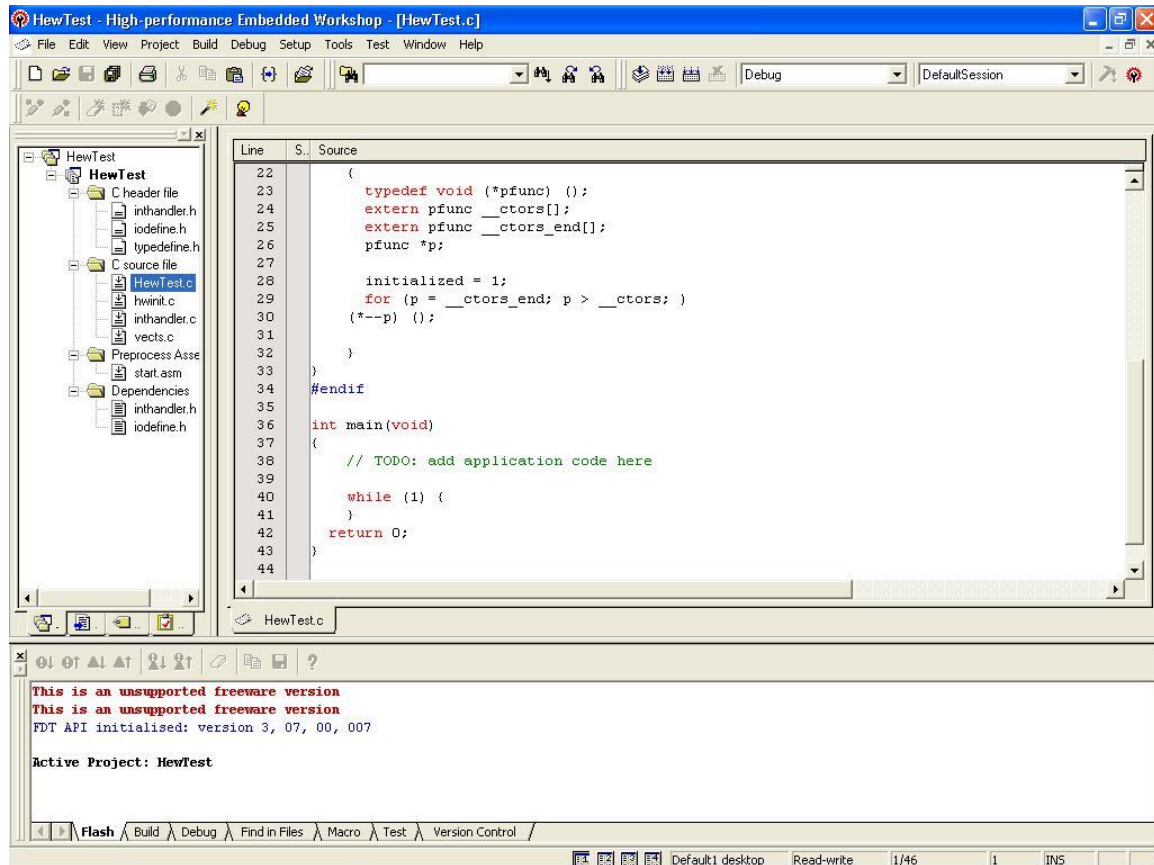 HewTest - High-performance Embedded Workshop - [HewTest.c]
File Edit View Project Build Debug Setup Tools Test Window Help
Debug DefaultSession
HewTest
HewTest
C header file
inthandler.h
iodefine.h
typedefine.h
C source file
HewTest.c
hwinit.c
inthandler.c
vects.c
Preprocess Asse
start.asm
Dependencies
inthandler.h
iodefine.h
Line S.. Source
22 {
23 typedef void (*pfunc) ();
24 extern pfunc __ctors[];
25 extern pfunc __ctors_end[];
26 pfunc *p;
27
28 initialized = 1;
29 for (p = __ctors_end; p > __ctors; )
30 (*--p) ();
31
32 }
33 }
34 #endif
35
36 int main(void)
37 {
38 // TODO: add application code here
39
40 while (1) {
41 }
42 return 0;
43 }
44
HewTest.c
This is an unsupported freeware version
This is an unsupported freeware version
FDT API initialised: version 3, 07, 00, 007
Active Project: HewTest
Flash Build Debug Find in Files Macro Test Version Control
1 2 3 4 Default1 desktop Read-write 1/46 1 INS